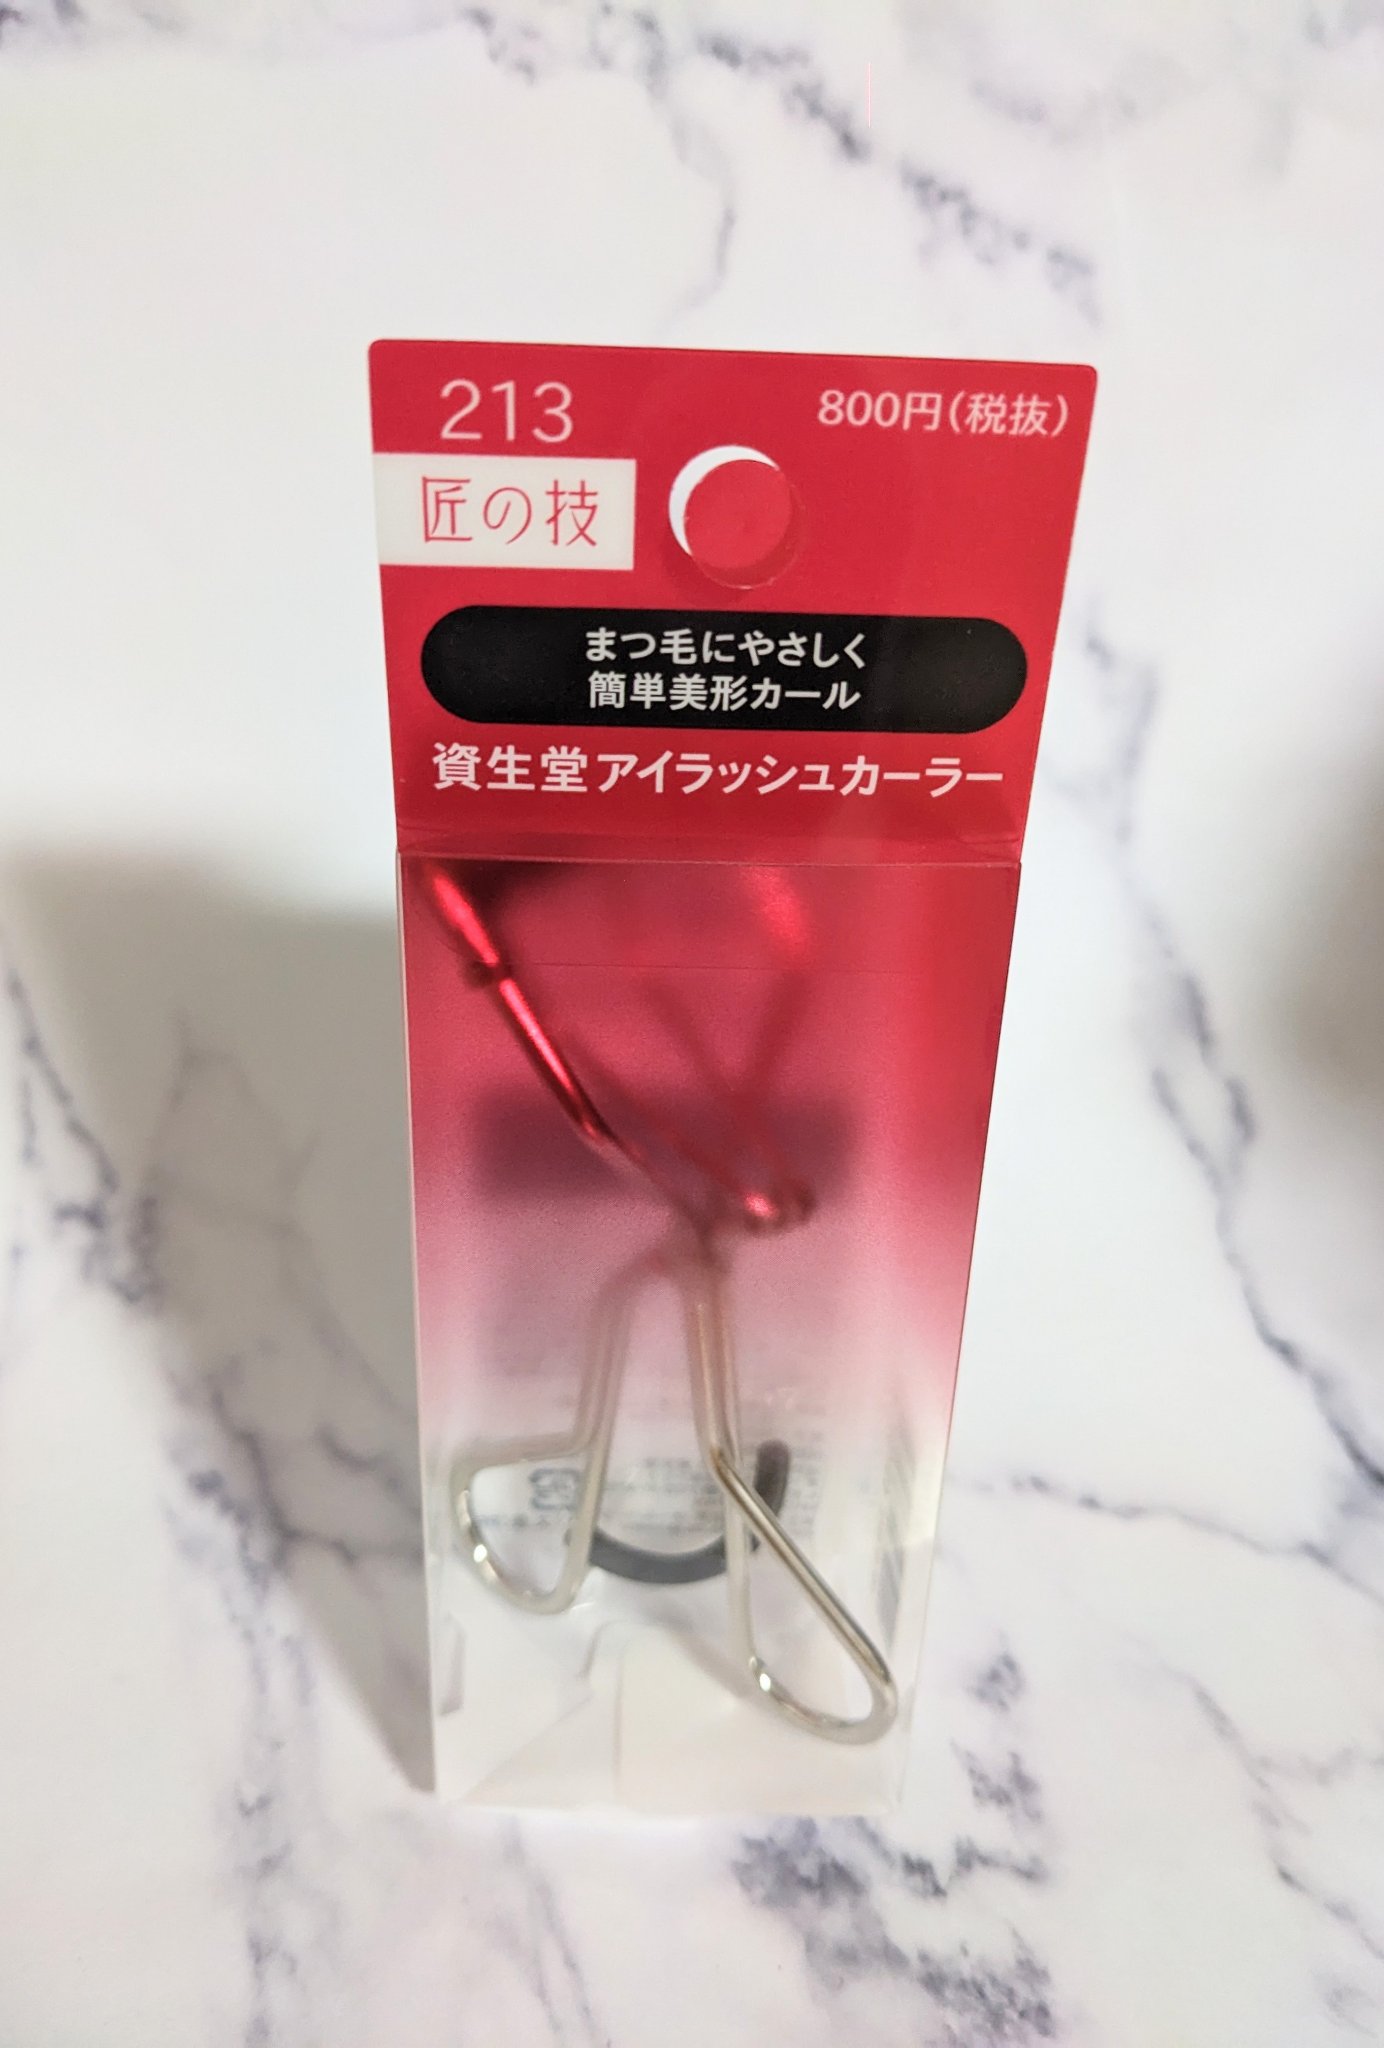 213
800円(税抜)
匠の技
まつ毛にやさしく
簡単美形カール
資生堂アイラッシュカーラー